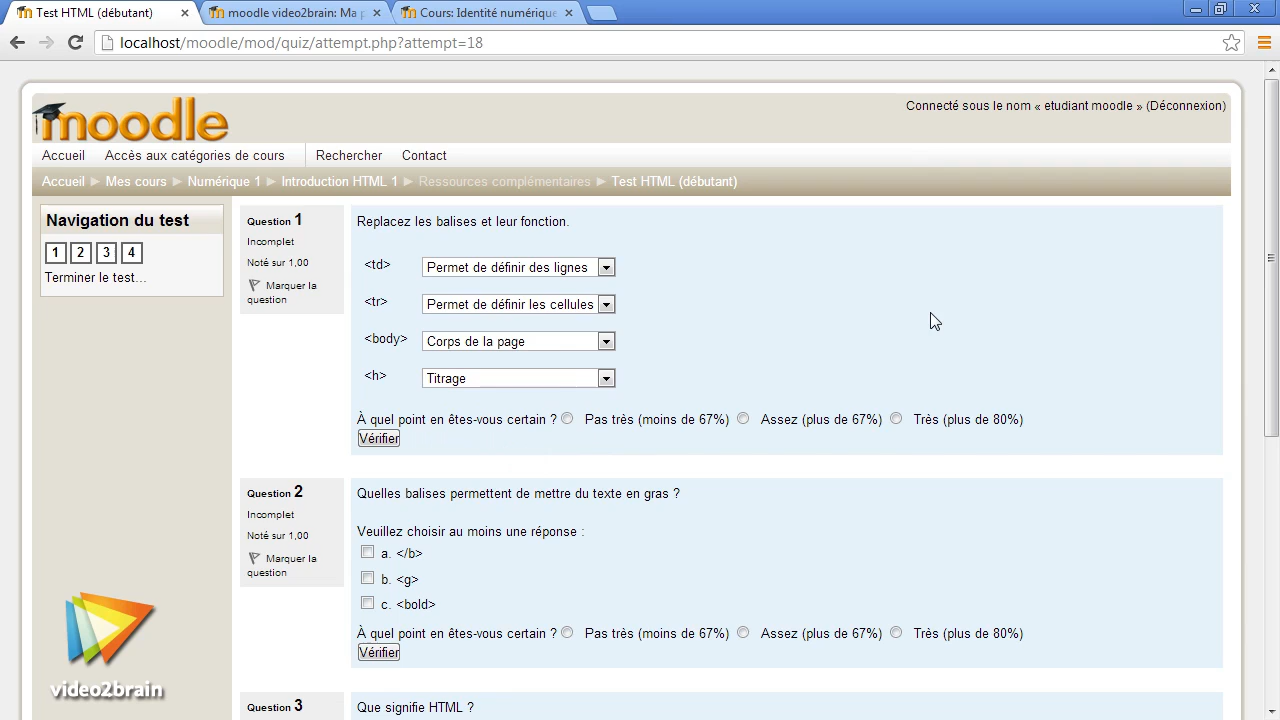 Test HTML (débutant)
moodle video2brain: Ma p
Cours: Identité numérique
localhost/moodle/mod/quiz/attempt.php?attempt=18
moodle
Connecté sous le nom « etudiant moodle » (Déconnexion)
Accueil Accès aux catégories de cours Rechercher Contact
Accueil ► Mes cours ► Numérique 1 ► Introduction HTML 1 ► Ressources complémentaires ► Test HTML (débutant)
Navigation du test
1 2 3 4
Terminer le test…
Question 1
Incomplet
Noté sur 1,00
Marquer la
question
Replacez les balises et leur fonction.
<td> Permet de définir des lignes
<tr> Permet de définir les cellules
<body> Corps de la page
<h> Titrage
À quel point en êtes-vous certain ? Pas très (moins de 67%) Assez (plus de 67%) Très (plus de 80%)
Vérifier
Question 2
Incomplet
Noté sur 1,00
Marquer la
question
Quelles balises permettent de mettre du texte en gras ?
Veuillez choisir au moins une réponse :
a. </b>
b. <g>
c. <bold>
À quel point en êtes-vous certain ? Pas très (moins de 67%) Assez (plus de 67%) Très (plus de 80%)
Vérifier
video2brain
Question 3
Que signifie HTML ?